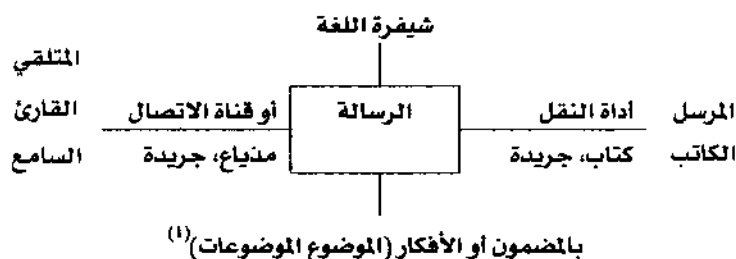 شيفرة اللغة
المرسل
الكاتب
أداة النقل
كتاب، جريدة
الرسالة
أو قناة الاتصال
مذياع، جريدة
المتلقي
القارئ
السامع
بالمضمون أو الأفكار (الموضوع الموضوعات)(١)